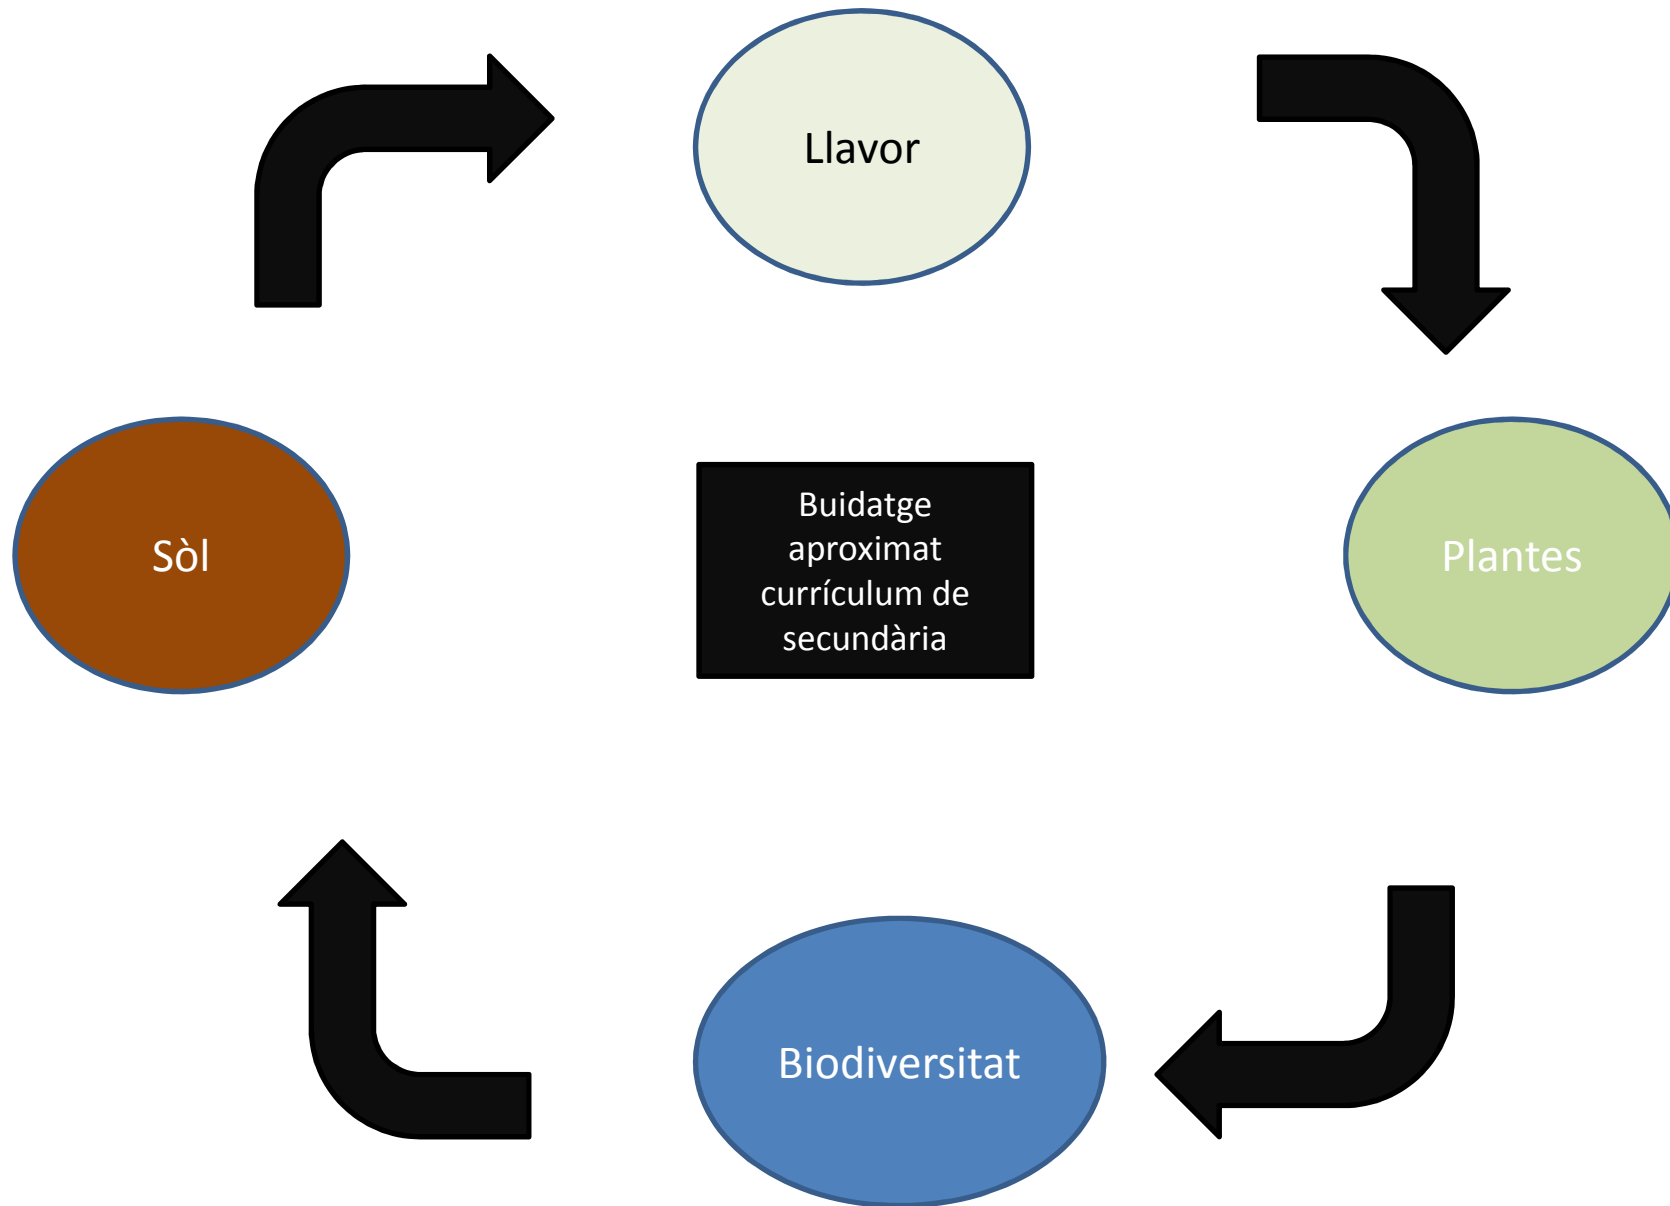 Llavor
Sòl
Buidatge
aproximat
currículum de
secundària
Plantes
Biodiversitat